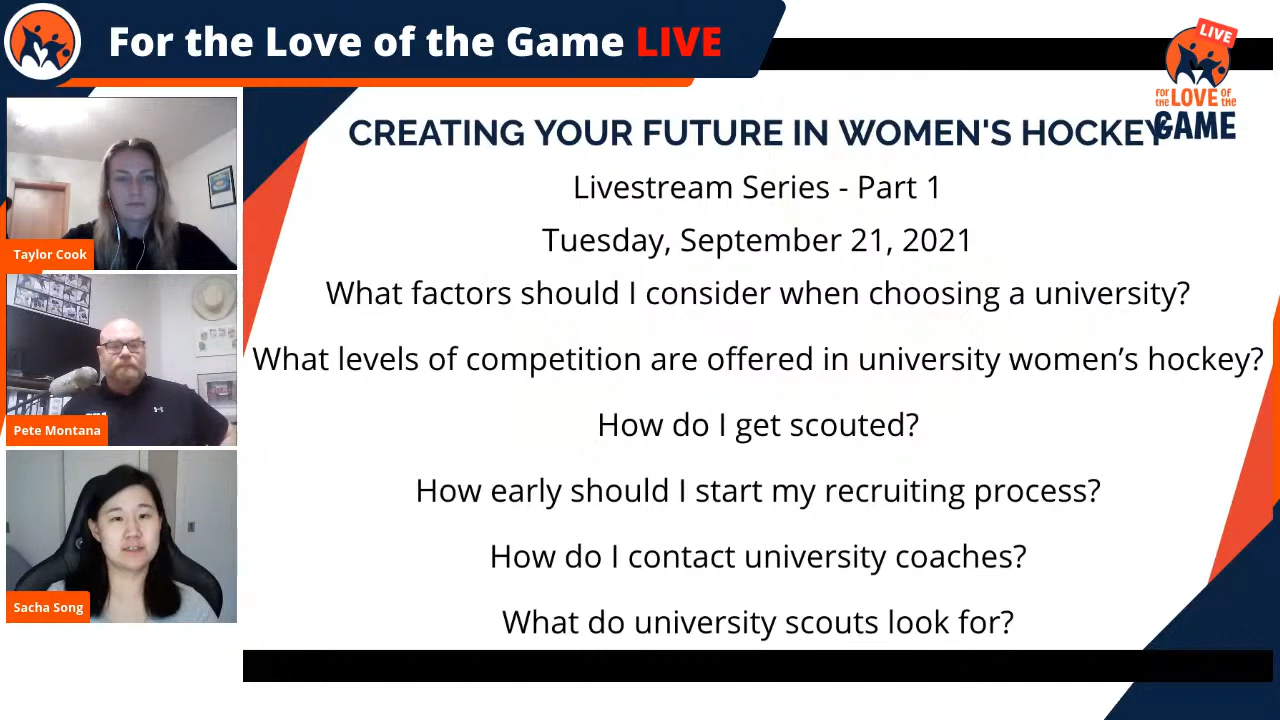 For the Love of the Game LIVE
LIVE
FOR the LOVE OF the
GAME
CREATING YOUR FUTURE IN WOMEN'S HOCKEY
Livestream Series - Part 1
Tuesday, September 21, 2021
What factors should I consider when choosing a university?
What levels of competition are offered in university women’s hockey?
How do I get scouted?
How early should I start my recruiting process?
How do I contact university coaches?
What do university scouts look for?
Taylor Cook
Pete Montana
Sacha Song